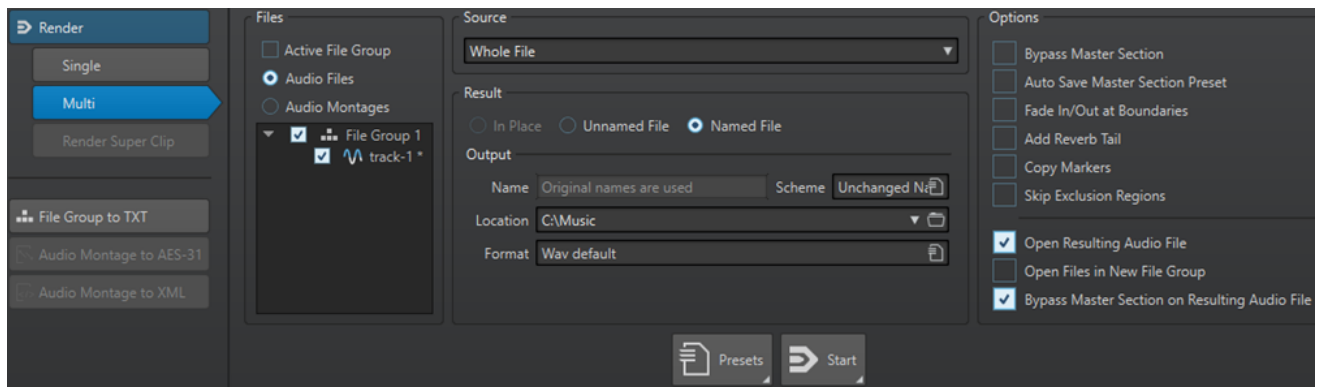 Render
Single
Multi
Render Super Clip
File Group to TXT
Audio Montage to AES-31
Audio Montage to XML
Files
Active File Group
Audio Files
Audio Montages
File Group 1
track-1 *
Source
Whole File
Result
In Place Unnamed File Named File
Output
Name Original names are used Scheme Unchanged Na
Location C:\Music
Format Wav default
Options
Bypass Master Section
Auto Save Master Section Preset
Fade In/Out at Boundaries
Add Reverb Tail
Copy Markers
Skip Exclusion Regions
Open Resulting Audio File
Open Files in New File Group
Bypass Master Section on Resulting Audio File
Presets Start